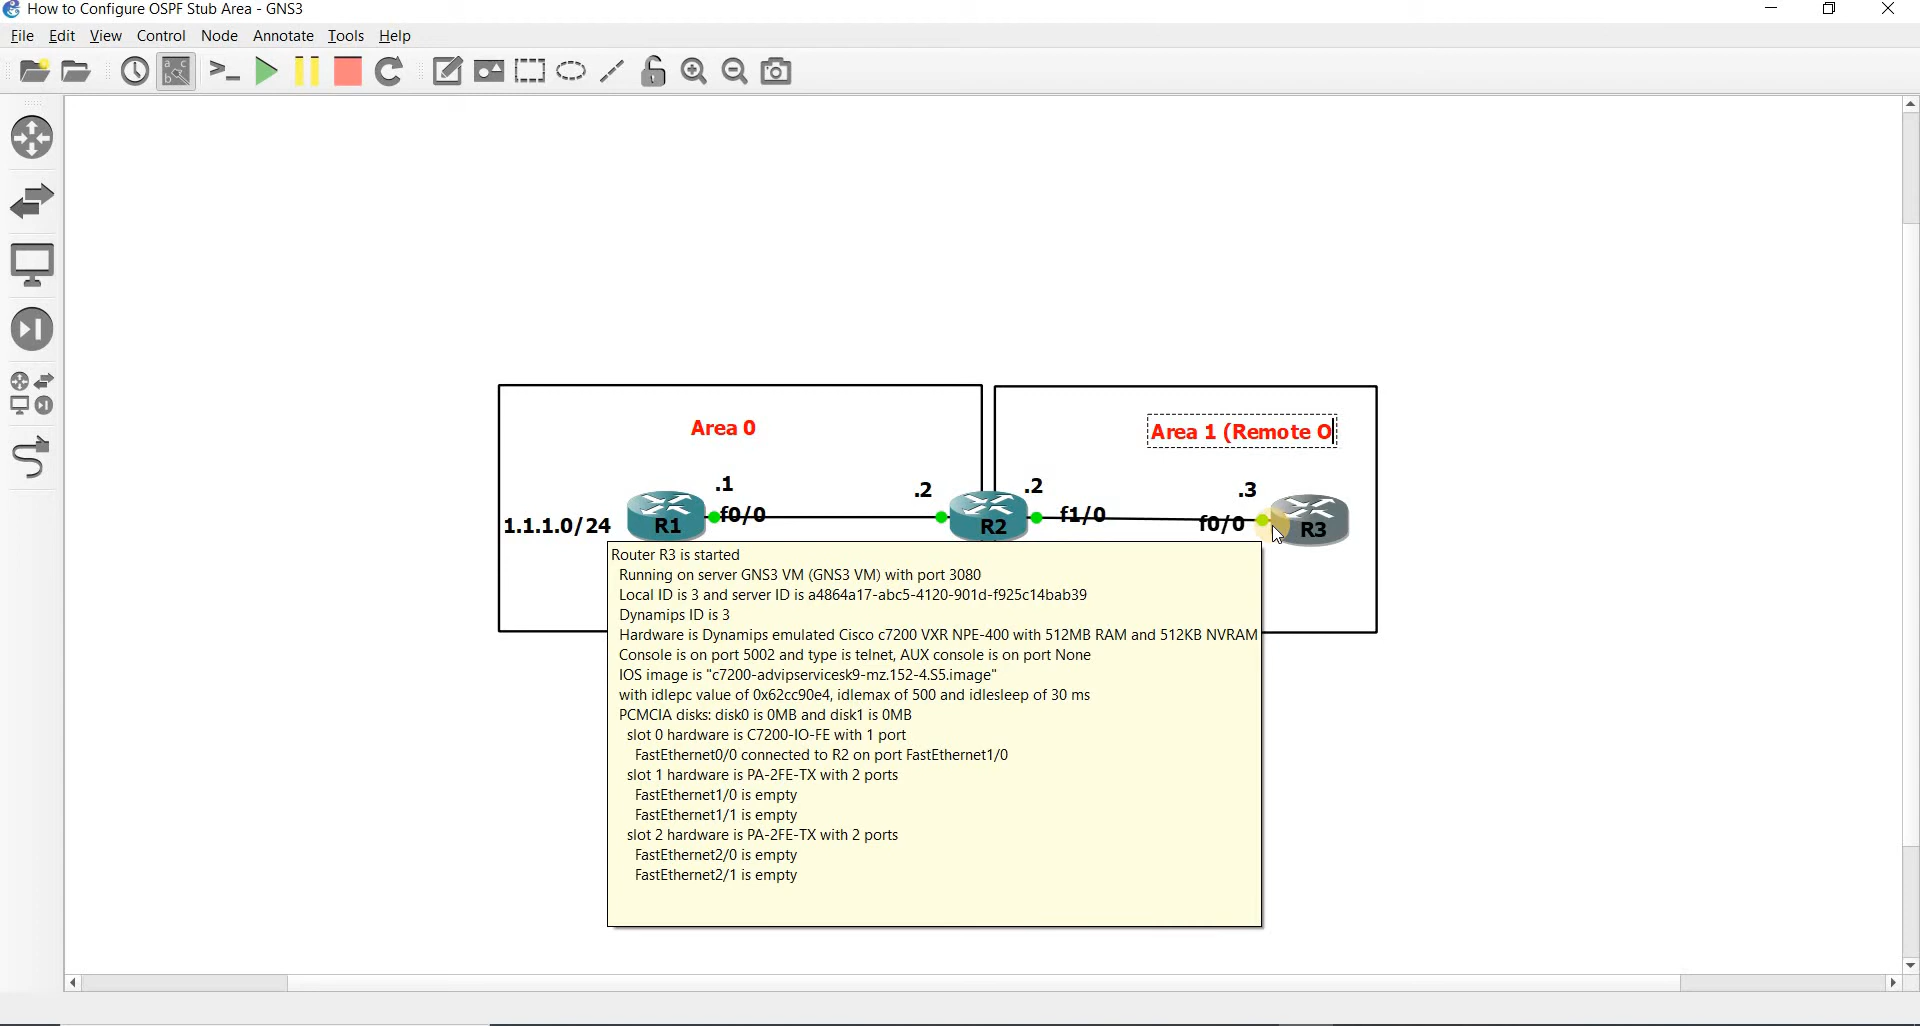 How to Configure OSPF Stub Area - GNS3
File Edit View Control Node Annotate Tools Help
Area 0
Area 1 (Remote O
.1
.2
.2
.3
1.1.1.0/24
R1
f0/0
R2
f1/0
f0/0
R3
Router R3 is started
Running on server GNS3 VM (GNS3 VM) with port 3080
Local ID is 3 and server ID is a4864a17-abc5-4120-901d-f925c14bab39
Dynamips ID is 3
Hardware is Dynamips emulated Cisco c7200 VXR NPE-400 with 512MB RAM and 512KB NVRAM
Console is on port 5002 and type is telnet, AUX console is on port None
IOS image is "c7200-advipservicesk9-mz.152-4.S5.image"
with idlepc value of 0x62cc90e4, idlemax of 500 and idlesleep of 30 ms
PCMCIA disks: disk0 is 0MB and disk1 is 0MB
slot 0 hardware is C7200-IO-FE with 1 port
FastEthernet0/0 connected to R2 on port FastEthernet1/0
slot 1 hardware is PA-2FE-TX with 2 ports
FastEthernet1/0 is empty
FastEthernet1/1 is empty
slot 2 hardware is PA-2FE-TX with 2 ports
FastEthernet2/0 is empty
FastEthernet2/1 is empty